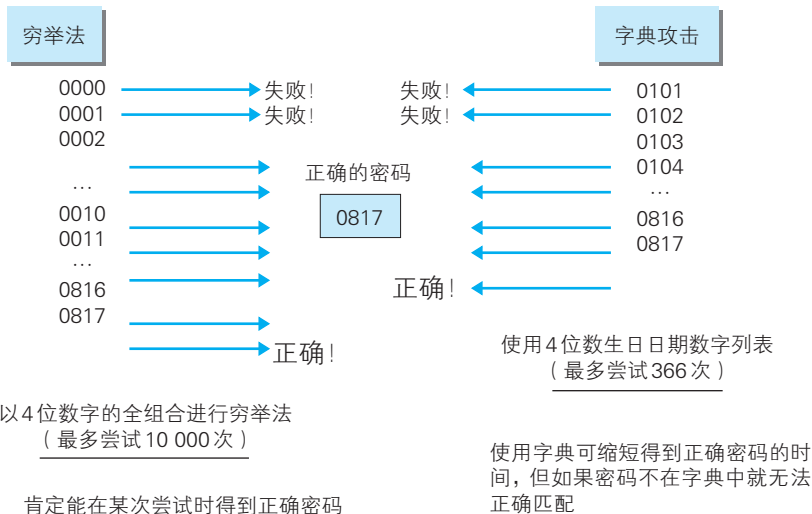 穷举法
0000
0001
0002
…
0010
0011
…
0816
0817
失败!
失败!
正确!
以4位数字的全组合进行穷举法
（最多尝试10 000次）
肯定能在某次尝试时得到正确密码
正确的密码
0817
字典攻击
失败!
失败!
正确!
0101
0102
0103
0104
…
0816
0817
使用4位数生日日期数字列表
（最多尝试366次）
使用字典可缩短得到正确密码的时
间，但如果密码不在字典中就无法
正确匹配